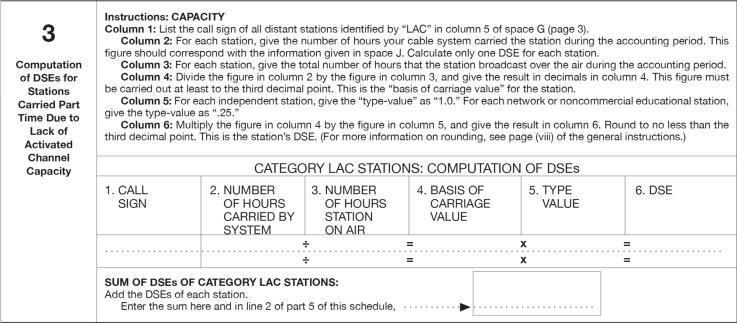 3
Computation
of DSEs for
Stations
Carried Part
Time Due to
Lack of
Activated
Channel
Capacity
Instructions: CAPACITY
Column 1: List the call sign of all distant stations identified by “LAC” in column 5 of space G (page 3).
Column 2: For each station, give the number of hours your cable system carried the station during the accounting period. This
figure should correspond with the information given in space J. Calculate only one DSE for each station.
Column 3: For each station, give the total number of hours that the station broadcast over the air during the accounting period.
Column 4: Divide the figure in column 2 by the figure in column 3, and give the result in decimals in column 4. This figure must
be carried out at least to the third decimal point. This is the “basis of carriage value” for the station.
Column 5: For each independent station, give the “type-value” as “1.0.” For each network or noncommercial educational station,
give the type-value as “.25.”
Column 6: Multiply the figure in column 4 by the figure in column 5, and give the result in column 6. Round to no less than the
third decimal point. This is the station’s DSE. (For more information on rounding, see page (viii) of the general instructions.)
CATEGORY LAC STATIONS: COMPUTATION OF DSEs
1. CALL
SIGN
2. NUMBER
OF HOURS
CARRIED BY
SYSTEM
3. NUMBER
OF HOURS
STATION
ON AIR
4. BASIS OF
CARRIAGE
VALUE
5. TYPE
VALUE
6. DSE
÷ = x =
÷ = x =
SUM OF DSEs OF CATEGORY LAC STATIONS:
Add the DSEs of each station.
Enter the sum here and in line 2 of part 5 of this schedule,